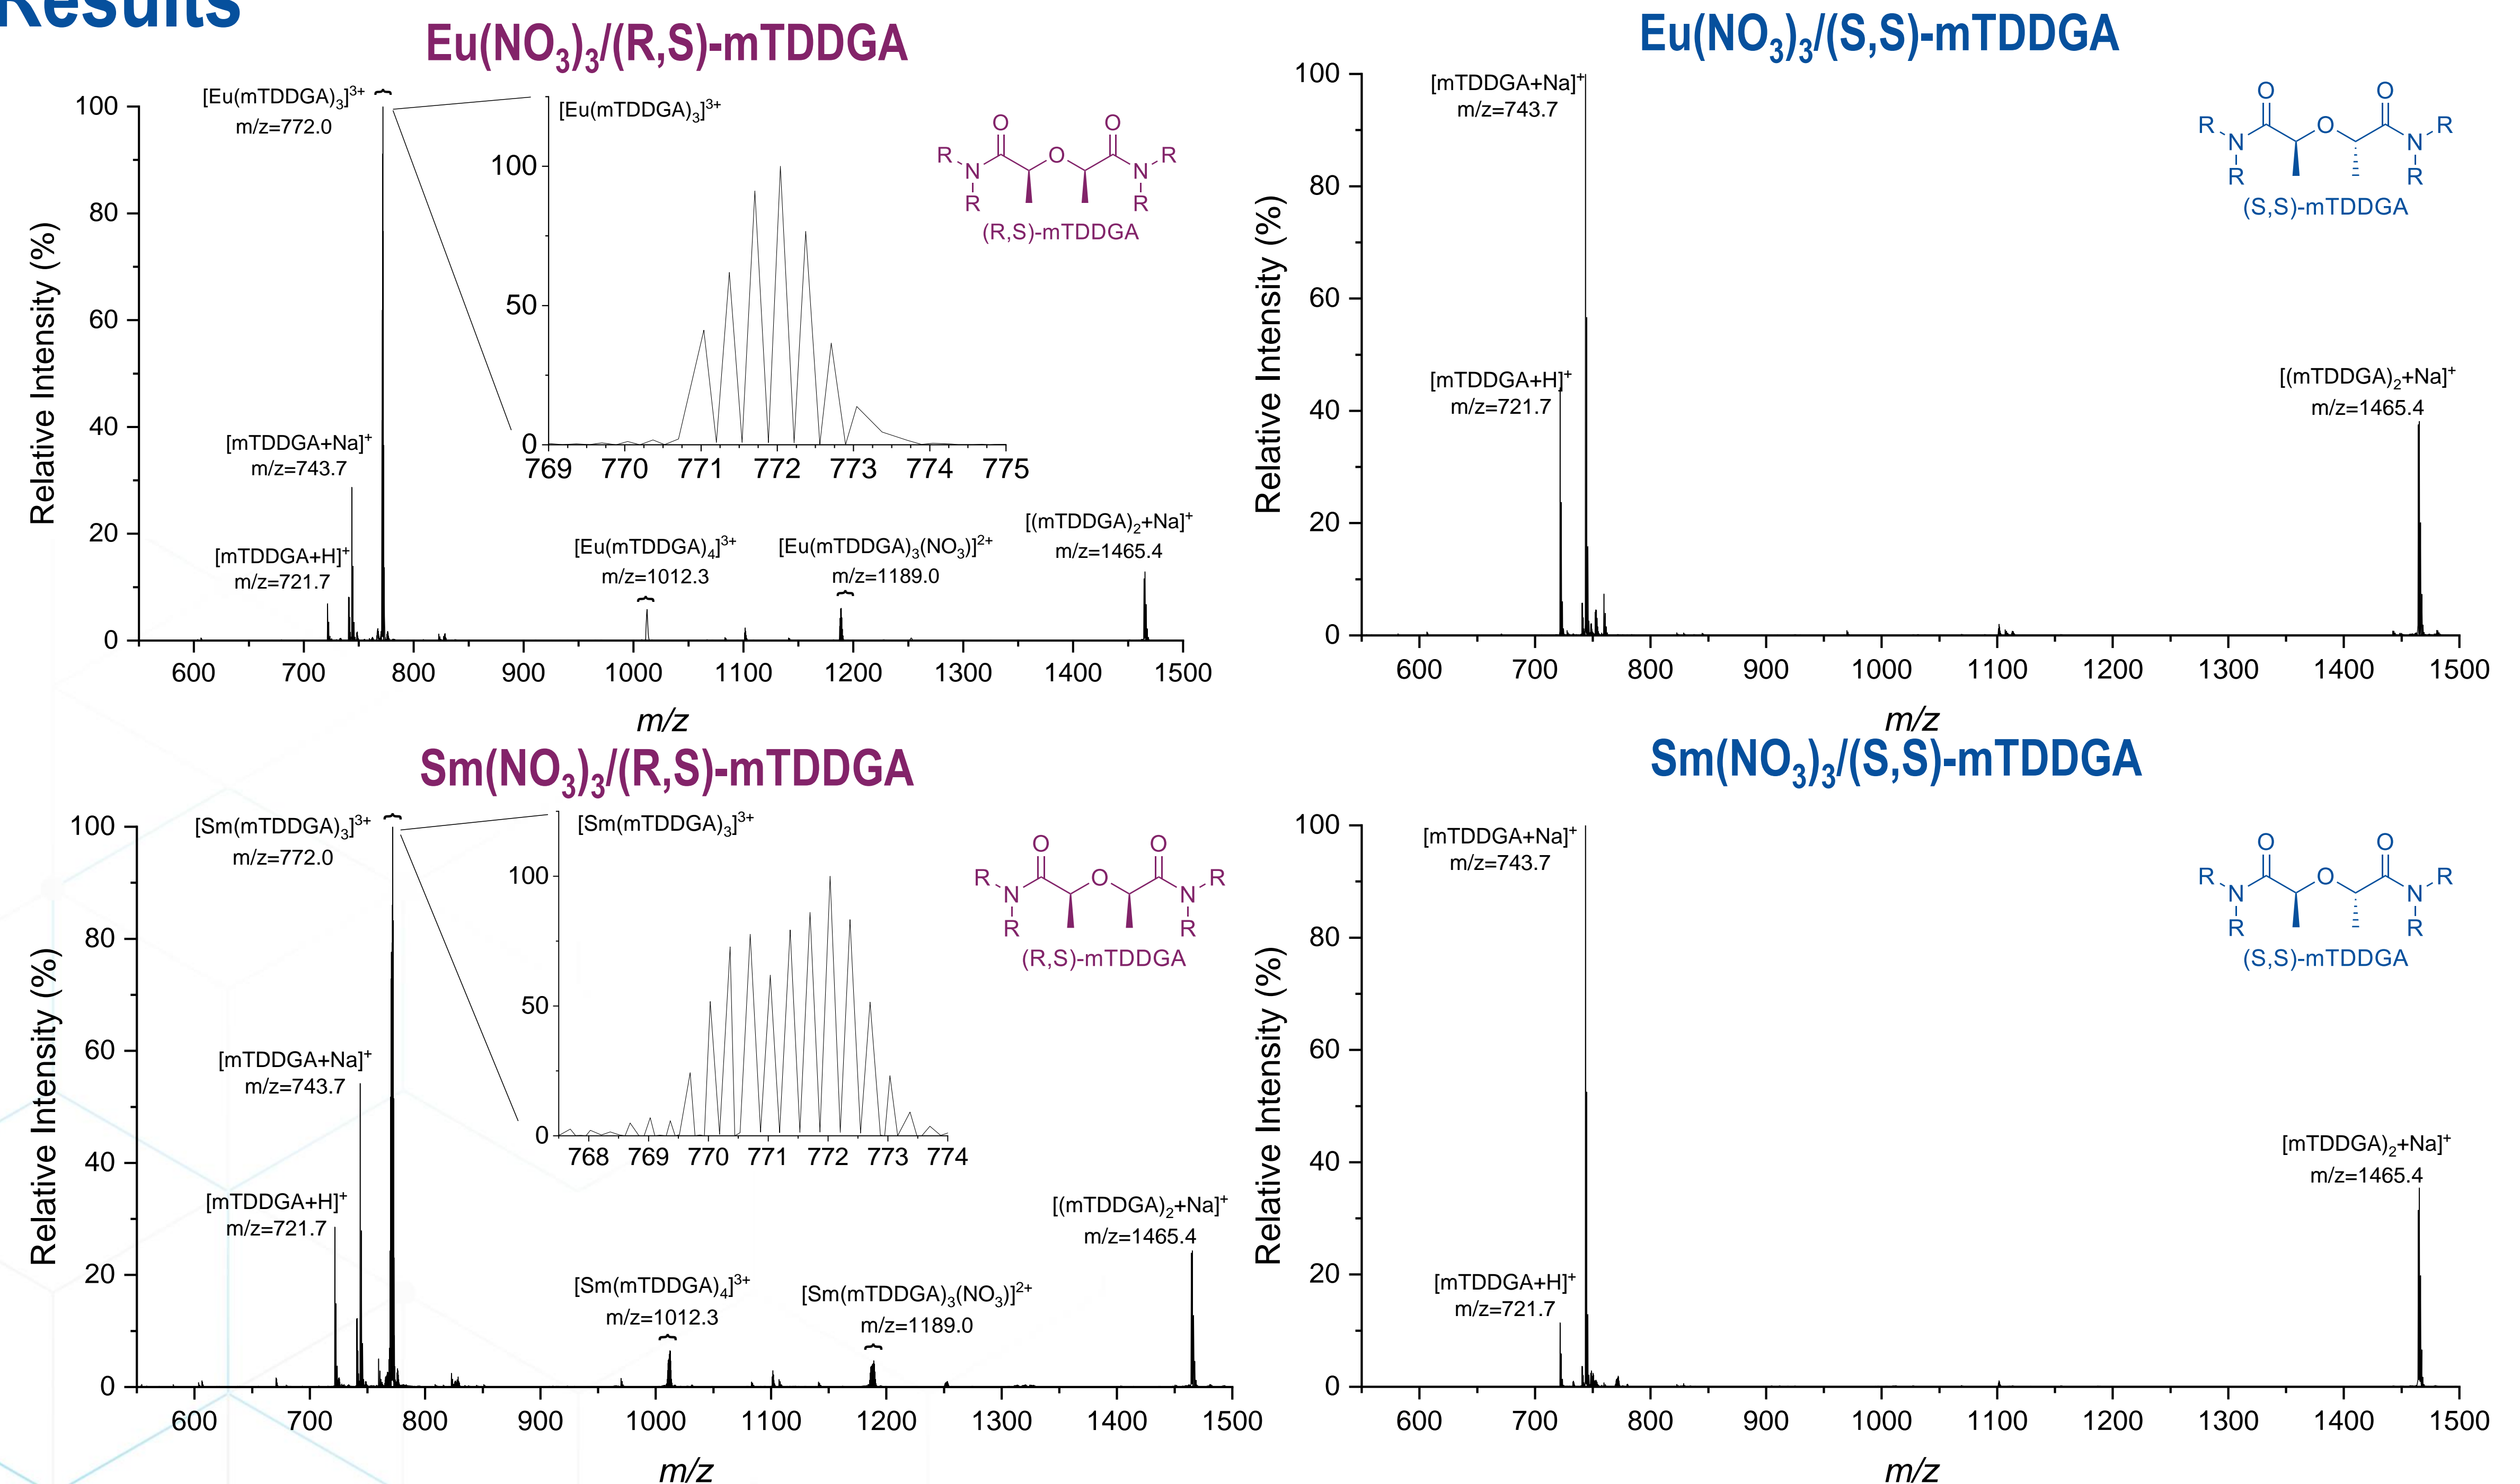 Results
Eu(NO3)3/(R,S)-mTDDGA
[Eu(mTDDGA)3]3+
m/z=772.0
[mTDDGA+Na]+
m/z=743.7
[mTDDGA+H]+
m/z=721.7
[Eu(mTDDGA)4]3+
m/z=1012.3
[Eu(mTDDGA)3(NO3)]2+
m/z=1189.0
[(mTDDGA)2+Na]+
m/z=1465.4
Relative Intensity (%)
100
80
60
40
20
0
600 700 800 900 1000 1100 1200 1300 1400 1500
m/z
[Eu(mTDDGA)3]3+
100
50
0
769 770 771 772 773 774 775
O O
R N O N R
R R
(R,S)-mTDDGA
Eu(NO3)3/(S,S)-mTDDGA
[mTDDGA+Na]+
m/z=743.7
[mTDDGA+H]+
m/z=721.7
[(mTDDGA)2+Na]+
m/z=1465.4
Relative Intensity (%)
100
80
60
40
20
0
600 700 800 900 1000 1100 1200 1300 1400 1500
m/z
O O
R N O N R
R R
(S,S)-mTDDGA
Sm(NO3)3/(R,S)-mTDDGA
[Sm(mTDDGA)3]3+
m/z=772.0
[mTDDGA+Na]+
m/z=743.7
[mTDDGA+H]+
m/z=721.7
[Sm(mTDDGA)4]3+
m/z=1012.3
[Sm(mTDDGA)3(NO3)]2+
m/z=1189.0
[(mTDDGA)2+Na]+
m/z=1465.4
Relative Intensity (%)
100
80
60
40
20
0
600 700 800 900 1000 1100 1200 1300 1400 1500
m/z
[Sm(mTDDGA)3]3+
100
50
0
768 769 770 771 772 773 774
O O
R N O N R
R R
(R,S)-mTDDGA
Sm(NO3)3/(S,S)-mTDDGA
[mTDDGA+Na]+
m/z=743.7
[mTDDGA+H]+
m/z=721.7
[mTDDGA)2+Na]+
m/z=1465.4
Relative Intensity (%)
100
80
60
40
20
0
600 700 800 900 1000 1100 1200 1300 1400 1500
m/z
O O
R N O N R
R R
(S,S)-mTDDGA